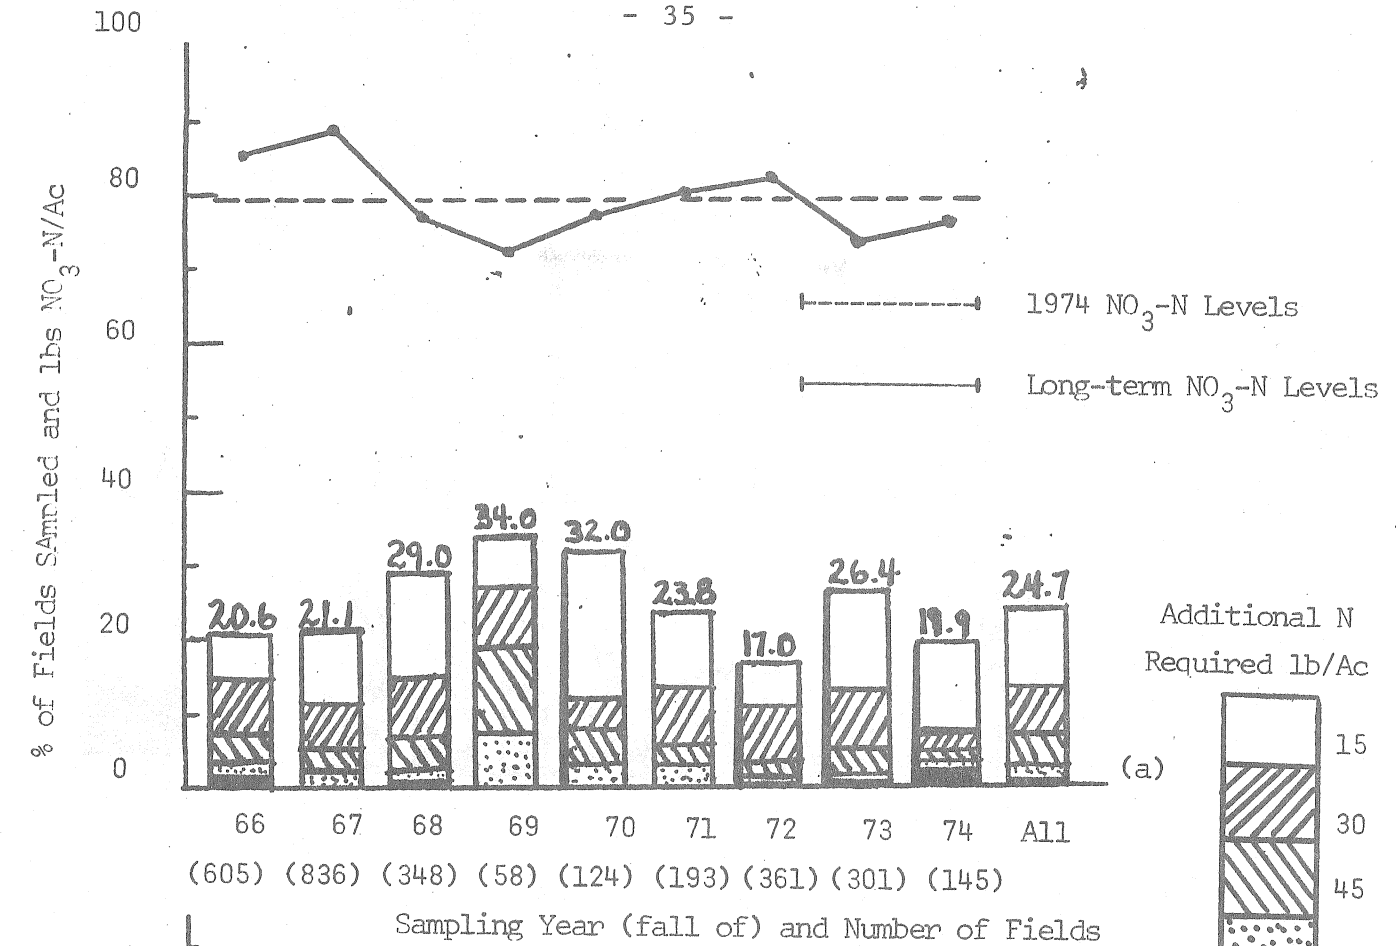 - 35 -
100
80
60
40
20
0
% of Fields SAmpled and lbs NO3-N/Ac
1974 NO3-N Levels
Long-term NO3-N Levels
20.6 21.1 29.0 34.0 32.0 23.8 17.0 26.4 19.9 24.7
Additional N
Required lb/Ac
15
30
45
(a)
66 67 68 69 70 71 72 73 74 All
(605) (836) (348) (58) (124) (193) (361) (301) (145)
Sampling Year (fall of) and Number of Fields